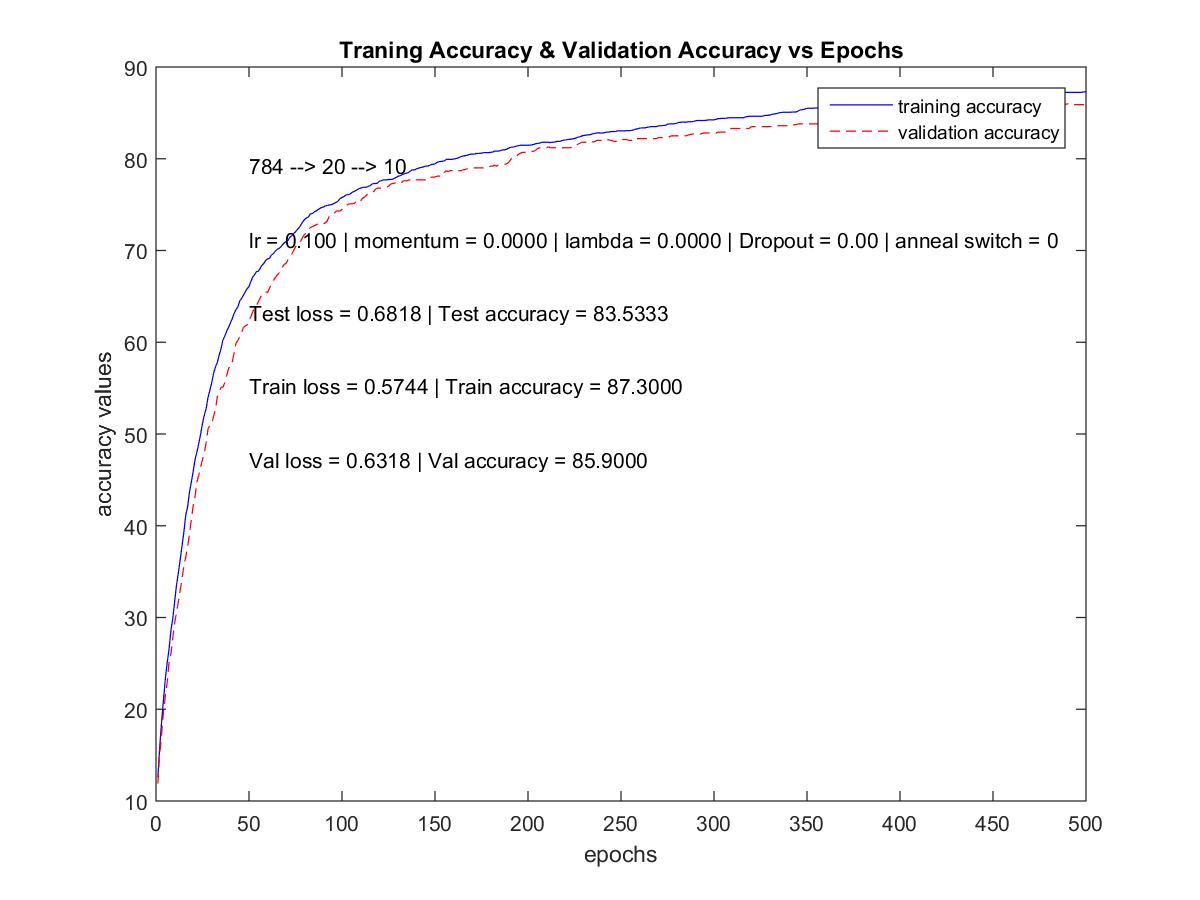 Traning Accuracy & Validation Accuracy vs Epochs
90
80
70
60
50
40
30
20
10
accuracy values
training accuracy
validation accuracy
784 --> 20 --> 10
lr = 0.100 | momentum = 0.0000 | lambda = 0.0000 | Dropout = 0.00 | anneal switch = 0
Test loss = 0.6818 | Test accuracy = 83.5333
Train loss = 0.5744 | Train accuracy = 87.3000
Val loss = 0.6318 | Val accuracy = 85.9000
0 50 100 150 200 250 300 350 400 450 500
epochs